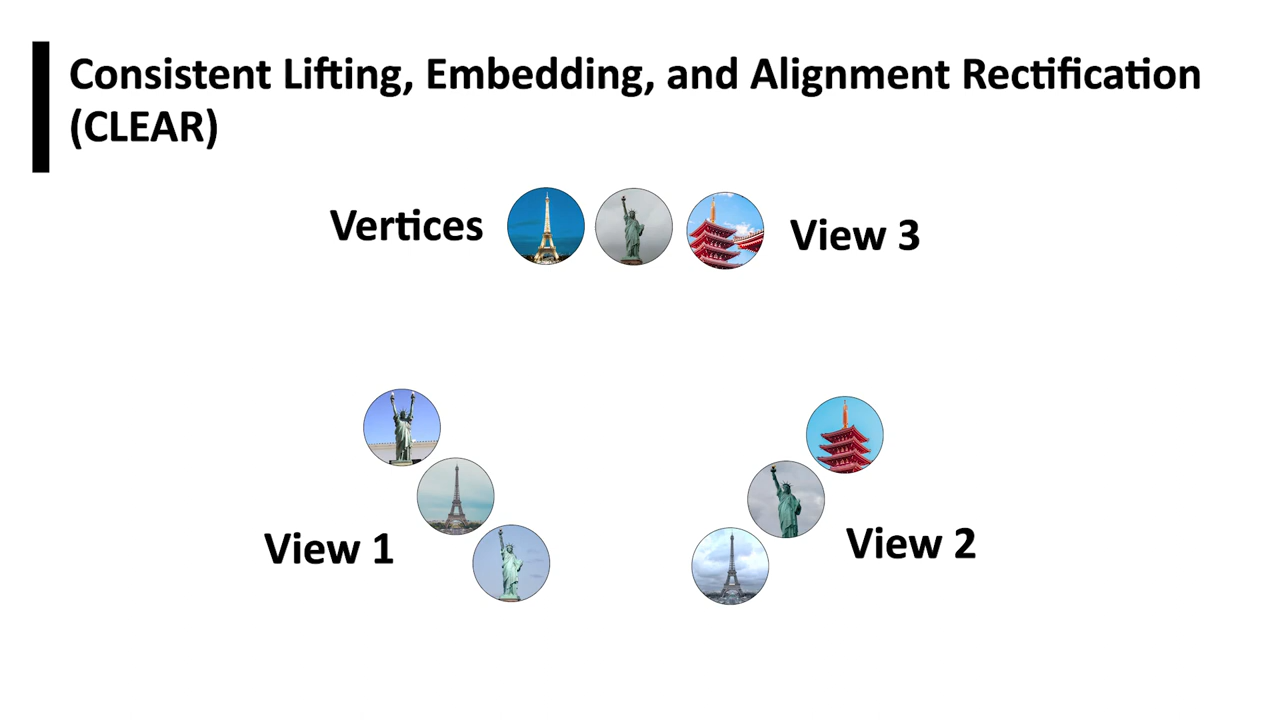 Consistent Lifting, Embedding, and Alignment Rectification
(CLEAR)
Vertices
View 3
View 1
View 2